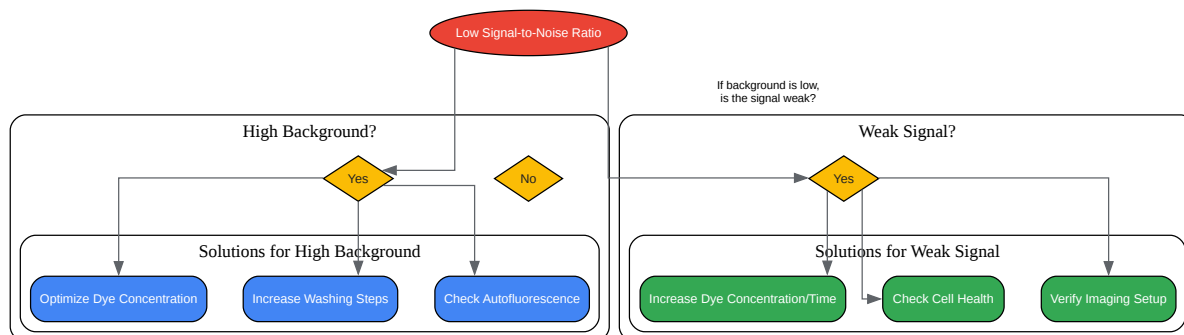 Low Signal-to-Noise Ratio
If background is low,
is the signal weak?
High Background?
Weak Signal?
Yes
No
Yes
Solutions for High Background
Solutions for Weak Signal
Optimize Dye Concentration
Increase Washing Steps
Check Autofluorescence
Increase Dye Concentration/Time
Check Cell Health
Verify Imaging Setup